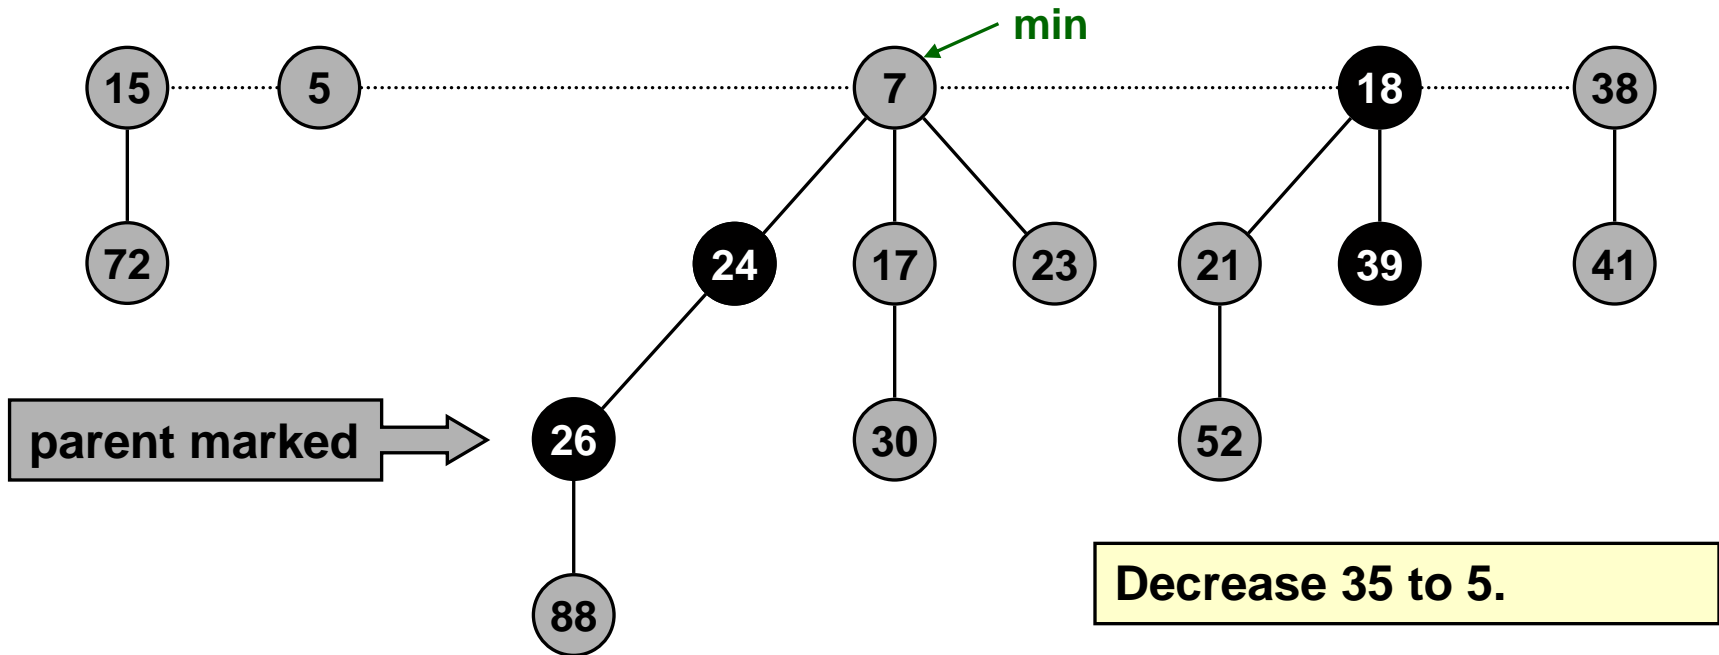 min
15 5 7 18 38
72 24 17 23 21 39 41
parent marked 26 30 52
88
Decrease 35 to 5.